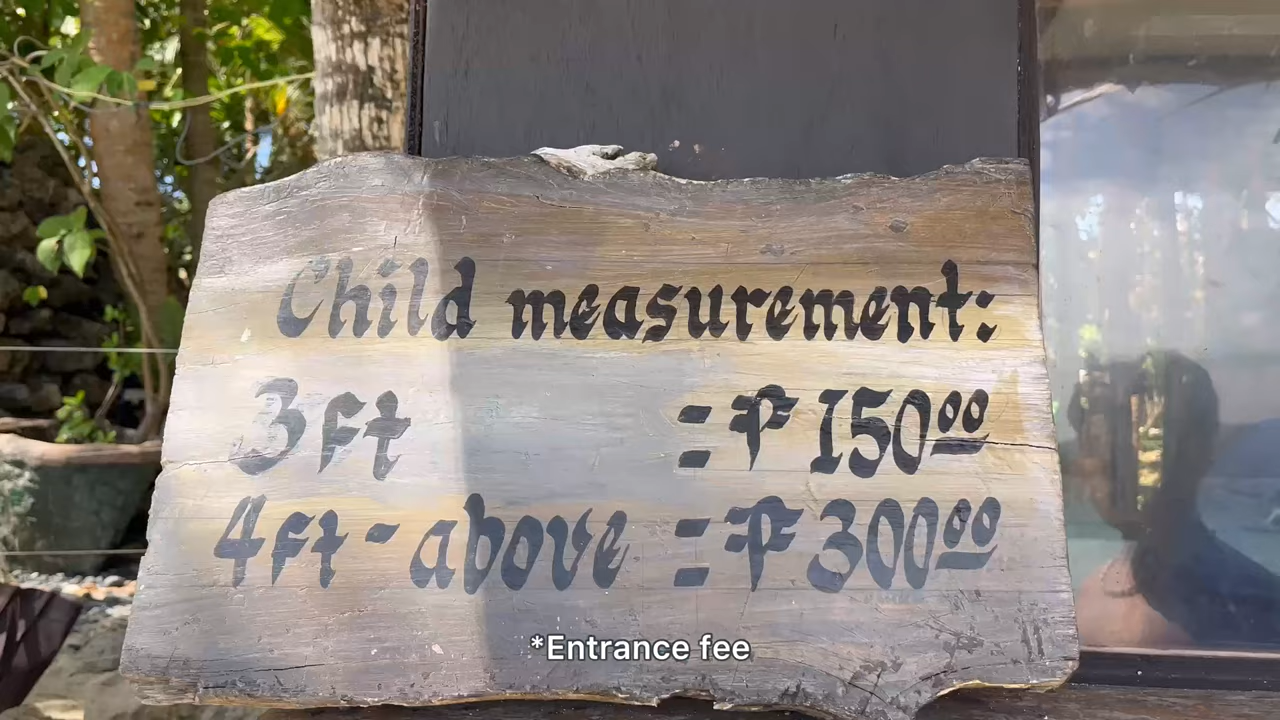 Child measurement:
3ft = ₱ 150.00
4ft - above = ₱ 300.00
*Entrance fee